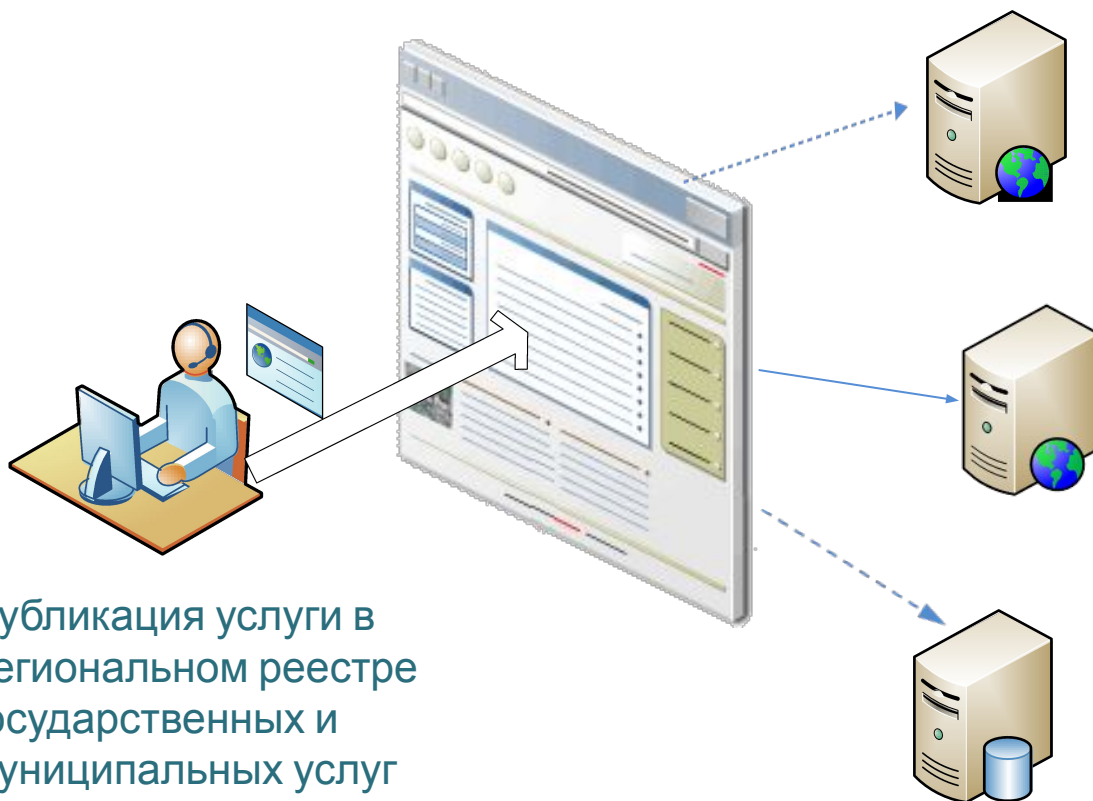 убликация услуги в
егиональном реестре
осударственных и
униципальных услуг